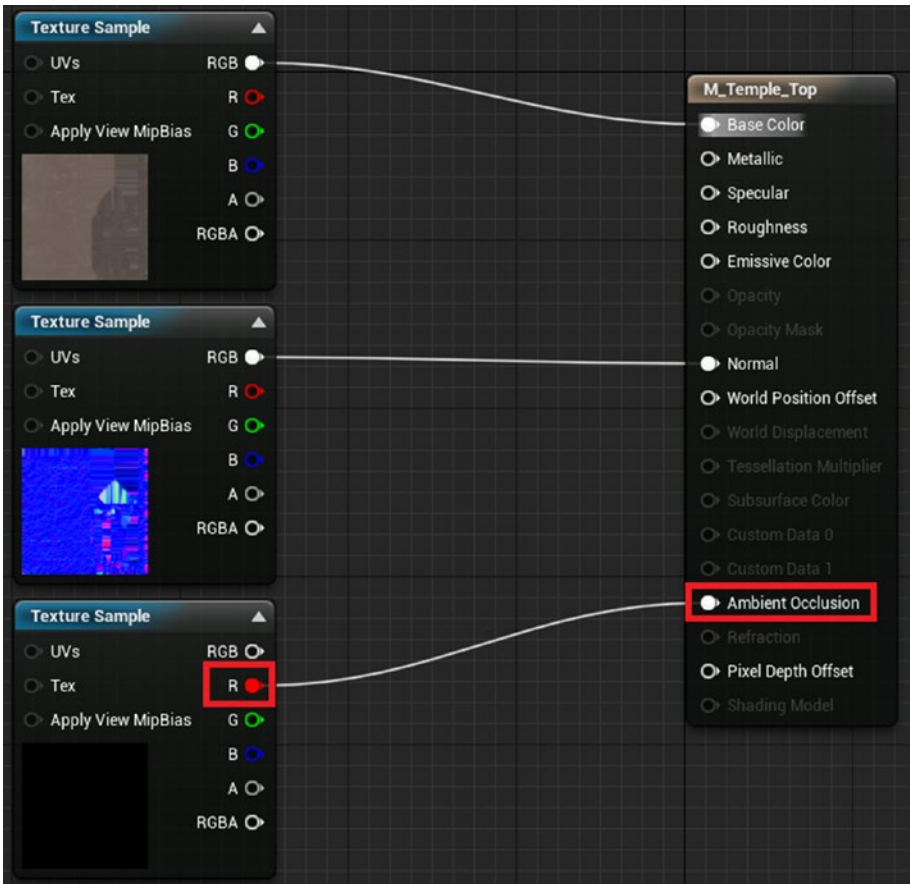 Texture Sample
UVs RGB
Tex R
Apply View MipBias G
B
A
RGBA
Texture Sample
UVs RGB
Tex R
Apply View MipBias G
B
A
RGBA
Texture Sample
UVs RGB
Tex R
Apply View MipBias G
B
A
RGBA
M_Temple_Top
Base Color
Metallic
Specular
Roughness
Emissive Color
Opacity
Opacity Mask
Normal
World Position Offset
World Displacement
Tessellation Multiplier
Subsurface Color
Custom Data 0
Custom Data 1
Ambient Occlusion
Refraction
Pixel Depth Offset
Shading Model